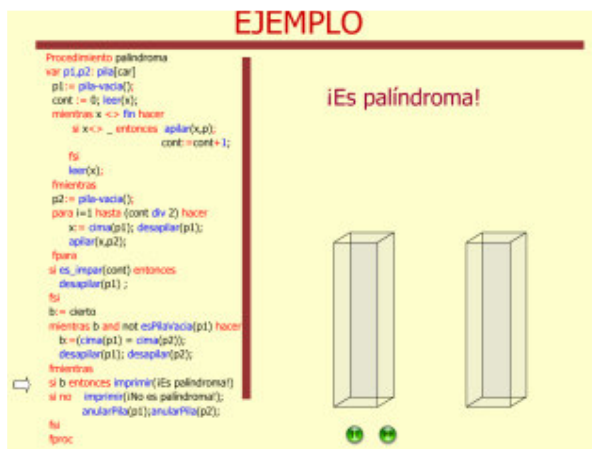 EJEMPLO
Procedimiento palindroma
var p1,p2: pila[car]
p1:= pila-vacia();
cont := 0; leer(x);
mientras x <> fin hacer
si x<> _ entonces apilar(x,p);
cont:=cont+1;
fsi
leer(x);
fmientras
p2:= pila-vacia();
para i=1 hasta (cont div 2) hacer
x:= cima(p1); desapilar(p1);
apilar(x,p2);
fpara
si es_impar(cont) entonces
desapilar(p1) ;
fsi
b:= cierto
mientras b and not esPilaVacia(p1) hacer
b:=(cima(p1) = cima(p2));
desapilar(p1); desapilar(p2);
fmientras
si b entonces imprimir(¡Es palindroma!)
si no imprimir(¡No es palindroma!);
anularPila(p1);anularPila(p2);
fsi
fproc
¡Es palíndroma!